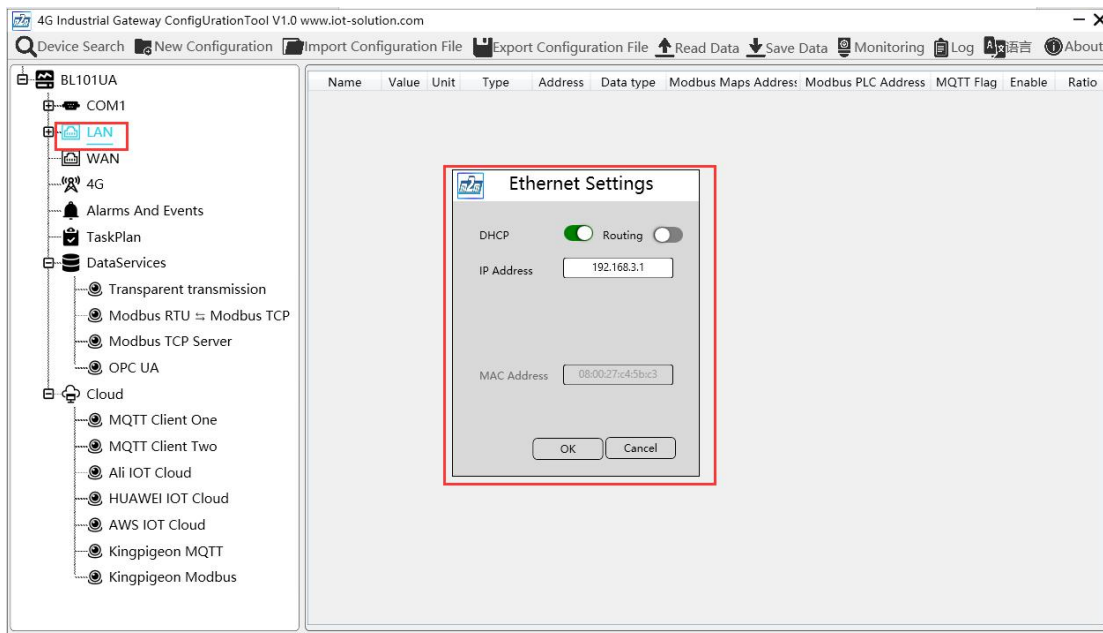 4G Industrial Gateway ConfigUrationTool V1.0 www.iot-solution.com
Device Search New Configuration Import Configuration File Export Configuration File Read Data Save Data Monitoring Log 语言 About
BL101UA
COM1
LAN
WAN
4G
Alarms And Events
TaskPlan
DataServices
Transparent transmission
Modbus RTU ⇆ Modbus TCP
Modbus TCP Server
OPC UA
Cloud
MQTT Client One
MQTT Client Two
Ali IOT Cloud
HUAWEI IOT Cloud
AWS IOT Cloud
Kingpigeon MQTT
Kingpigeon Modbus
Name Value Unit Type Address Data type Modbus Maps Address Modbus PLC Address MQTT Flag Enable Ratio
Ethernet Settings
DHCP Routing
IP Address 192.168.3.1
MAC Address 08:00:27:c4:5b:c3
OK Cancel